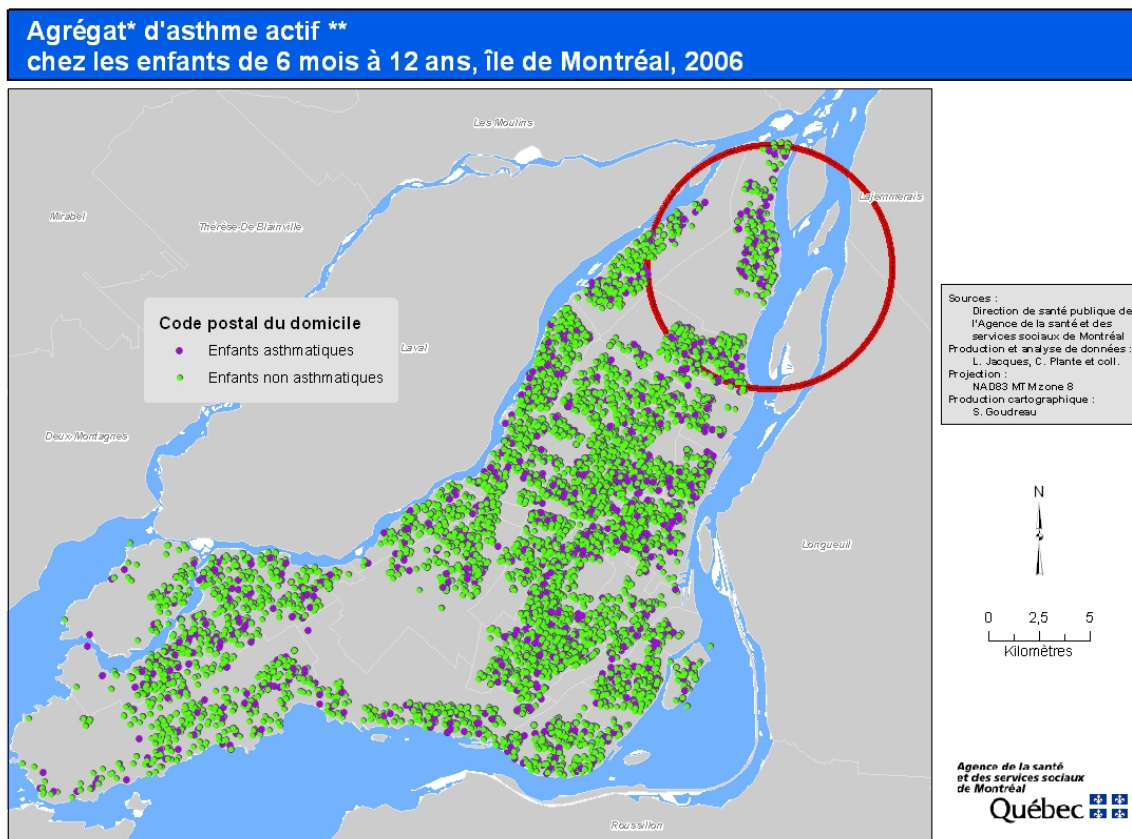 Agrégat* d'asthme actif **
chez les enfants de 6 mois à 12 ans, île de Montréal, 2006
Les Moulins
Lajemmerais
Mirabel
Thérèse-De Blainville
Code postal du domicile
Enfants asthmatiques
Enfants non asthmatiques
Laval
Deux-Montagnes
Longueuil
Roussillon
Sources :
Direction de santé publique de
l'Agence de la santé et des
services sociaux de Montréal
Production et analyse de données :
L. Jacques, C. Plante et coll.
Projection :
NAD83 MTM zone 8
Production cartographique :
S. Goudreau
N
0 2,5 5
Kilomètres
Agence de la santé
et des services sociaux
de Montréal
Québec